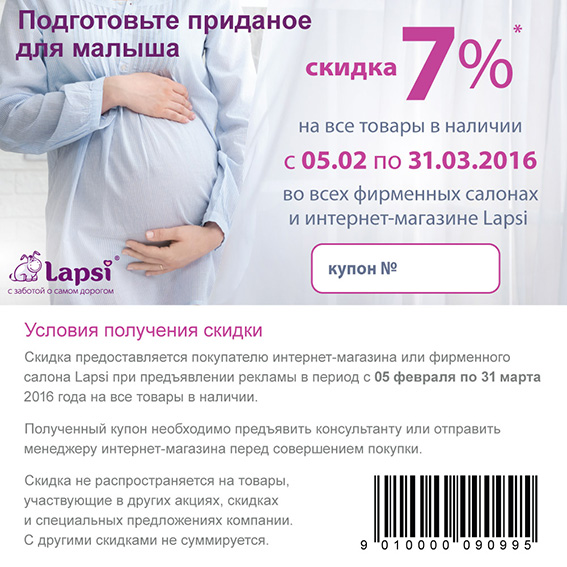 Подготовьте приданое
для малыша
скидка 7%*
на все товары в наличии
с 05.02 по 31.03.2016
во всех фирменных салонах
и интернет-магазине Lapsi
купон №
Lapsi®
с заботой о самом дорогом
Условия получения скидки
Скидка предоставляется покупателю интернет-магазина или фирменного
салона Lapsi при предъявлении рекламы в период с 05 февраля по 31 марта
2016 года на все товары в наличии.
Полученный купон необходимо предъявить консультанту или отправить
менеджеру интернет-магазина перед совершением покупки.
Скидка не распространяется на товары,
участвующие в других акциях, скидках
и специальных предложениях компании.
С другими скидками не суммируется.
9 010000 090995